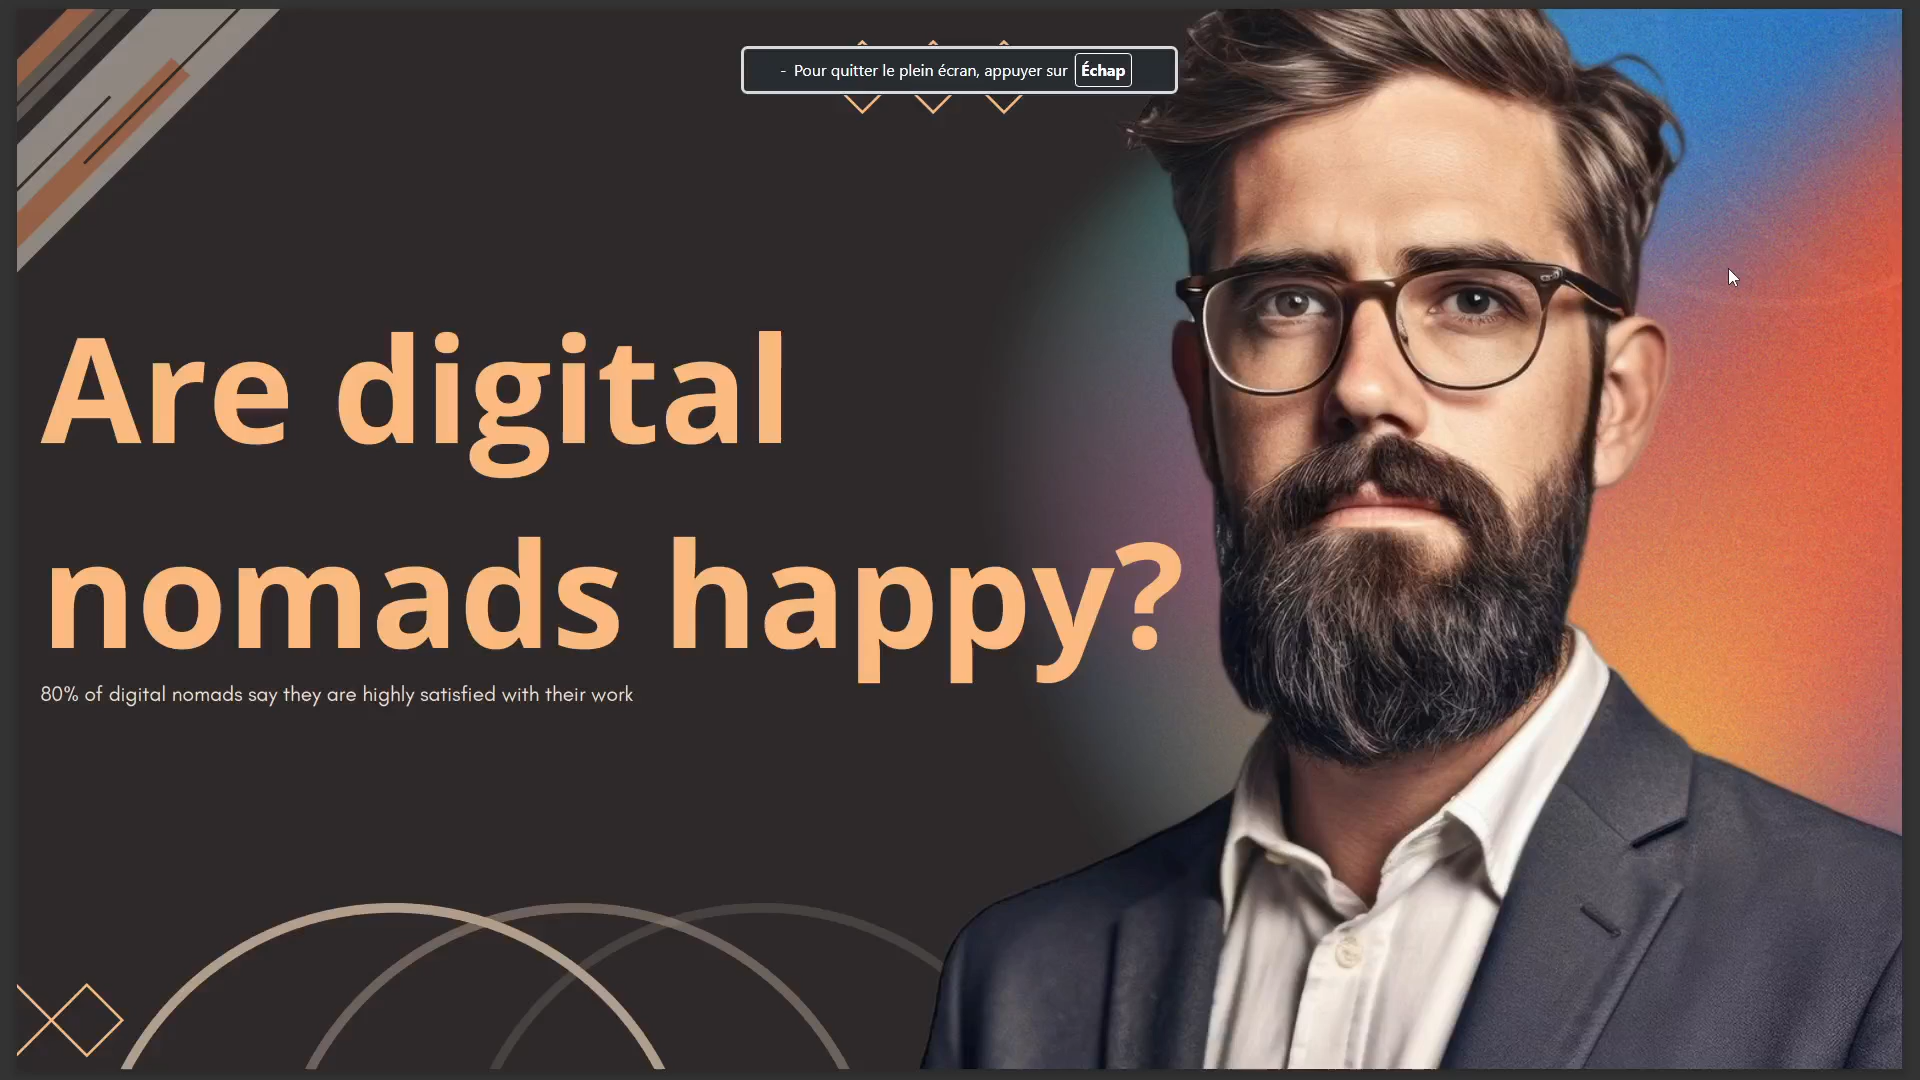 - Pour quitter le plein écran, appuyer sur Échap
Are digital
nomads happy?
80% of digital nomads say they are highly satisfied with their work